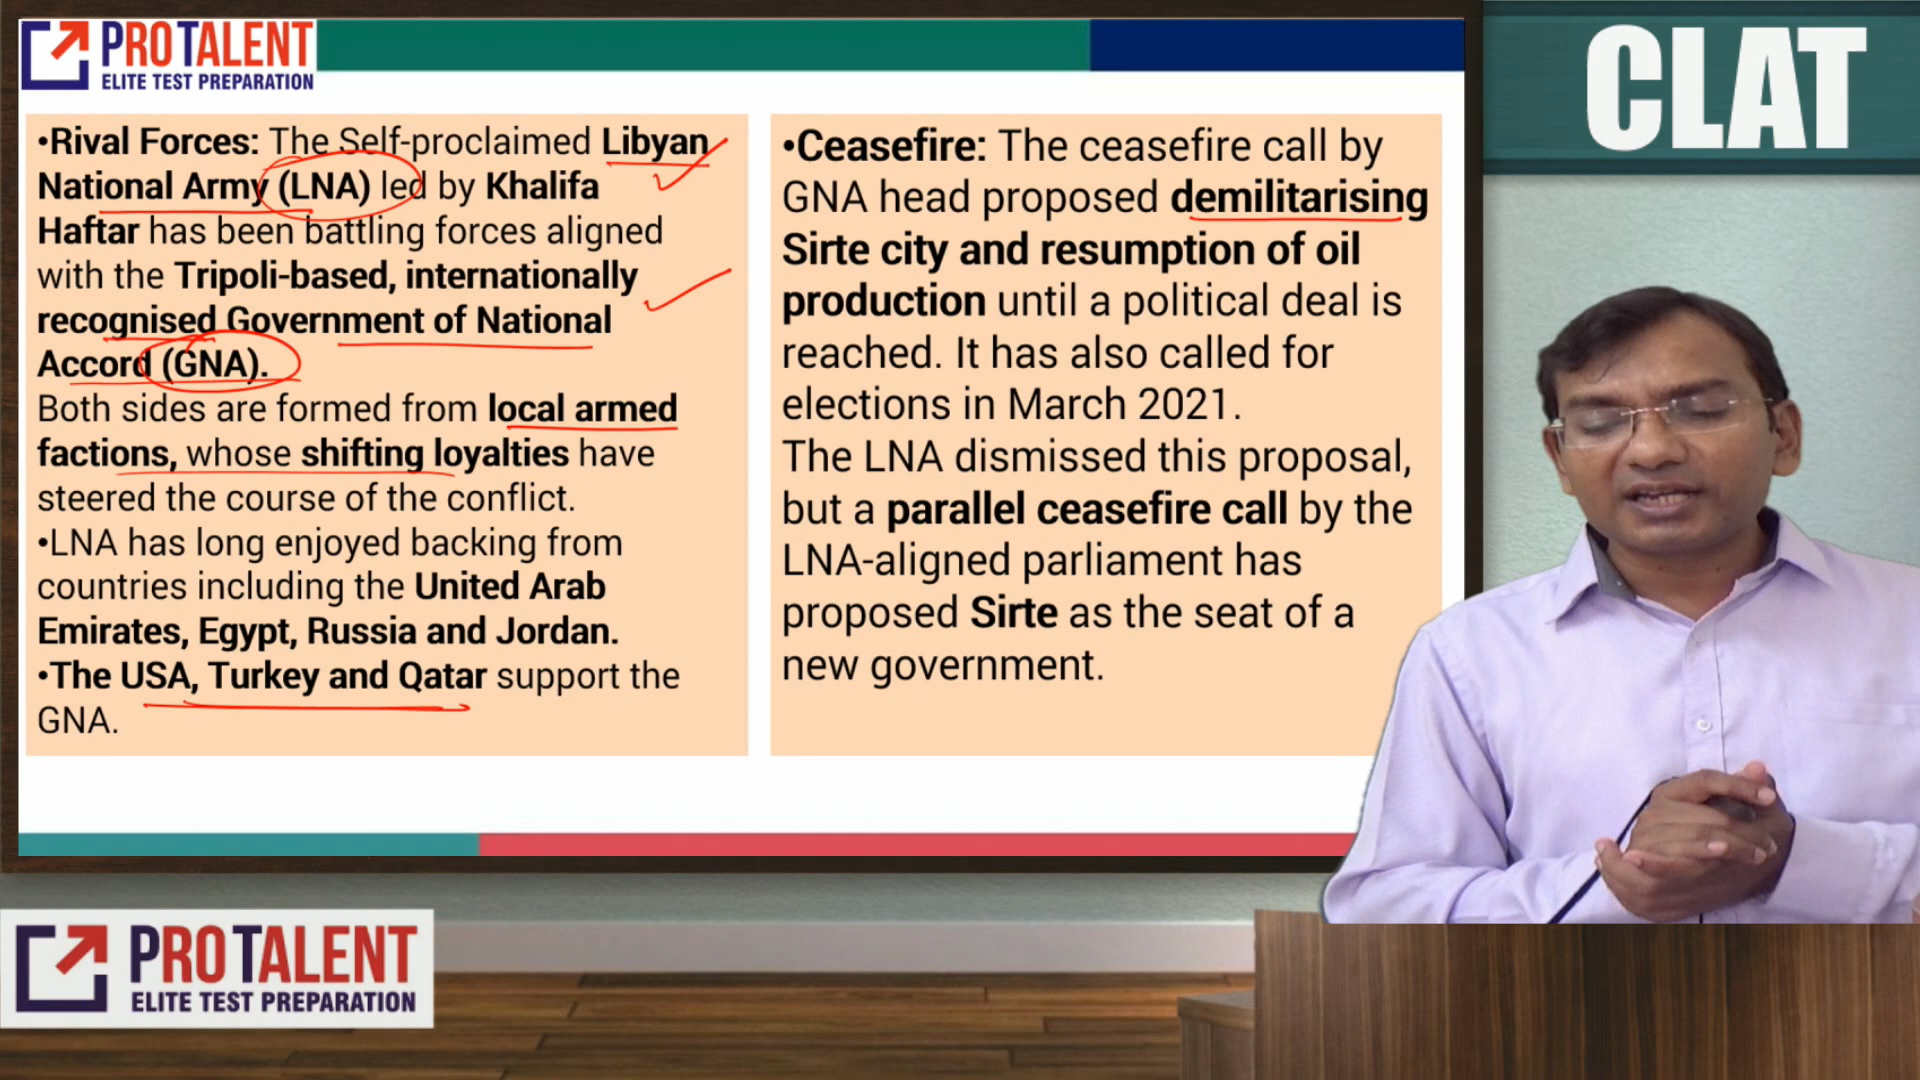 PROTALENT
ELITE TEST PREPARATION
CLAT
•Rival Forces: The Self-proclaimed Libyan
National Army (LNA) led by Khalifa
Haftar has been battling forces aligned
with the Tripoli-based, internationally
recognised Government of National
Accord (GNA).
Both sides are formed from local armed
factions, whose shifting loyalties have
steered the course of the conflict.
•LNA has long enjoyed backing from
countries including the United Arab
Emirates, Egypt, Russia and Jordan.
•The USA, Turkey and Qatar support the
GNA.
•Ceasefire: The ceasefire call by
GNA head proposed demilitarising
Sirte city and resumption of oil
production until a political deal is
reached. It has also called for
elections in March 2021.
The LNA dismissed this proposal,
but a parallel ceasefire call by the
LNA-aligned parliament has
proposed Sirte as the seat of a
new government.
PROTALENT
ELITE TEST PREPARATION